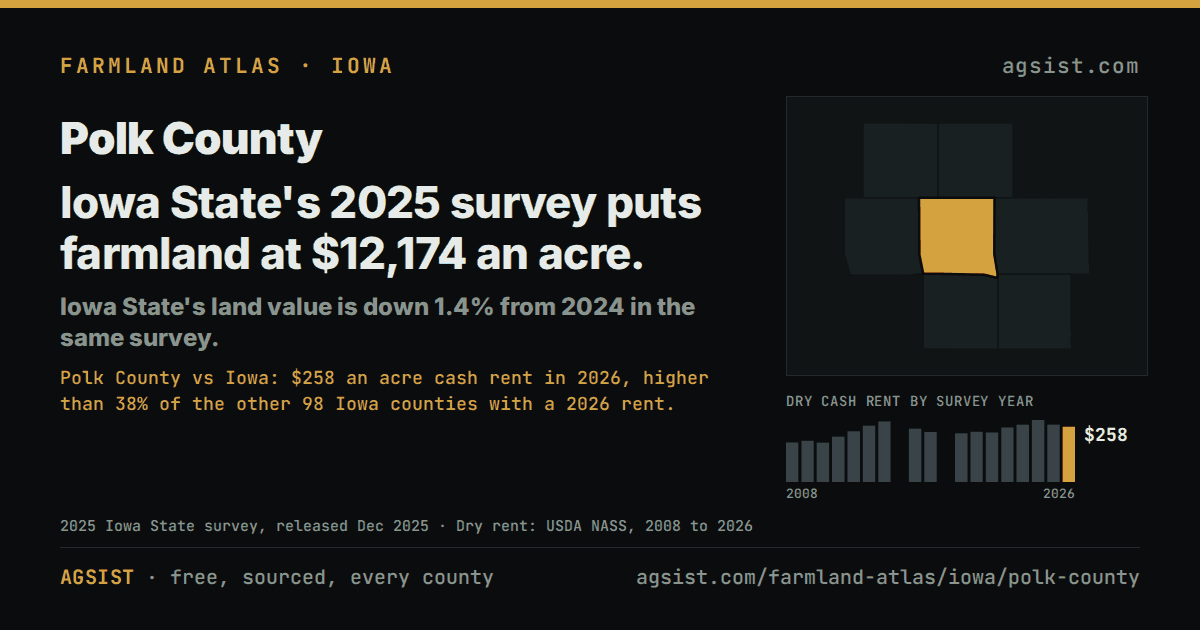 FARMLAND ATLAS · IOWA
agsist.com
Polk County
Iowa State's 2025 survey puts
farmland at $12,174 an acre.
Iowa State's land value is down 1.4% from 2024 in the
same survey.
Polk County vs Iowa: $258 an acre cash rent in 2026, higher
than 38% of the other 98 Iowa counties with a 2026 rent.
DRY CASH RENT BY SURVEY YEAR
$258
2008
2026
2025 Iowa State survey, released Dec 2025 · Dry rent: USDA NASS, 2008 to 2026
AGSIST · free, sourced, every county
agsist.com/farmland-atlas/iowa/polk-county